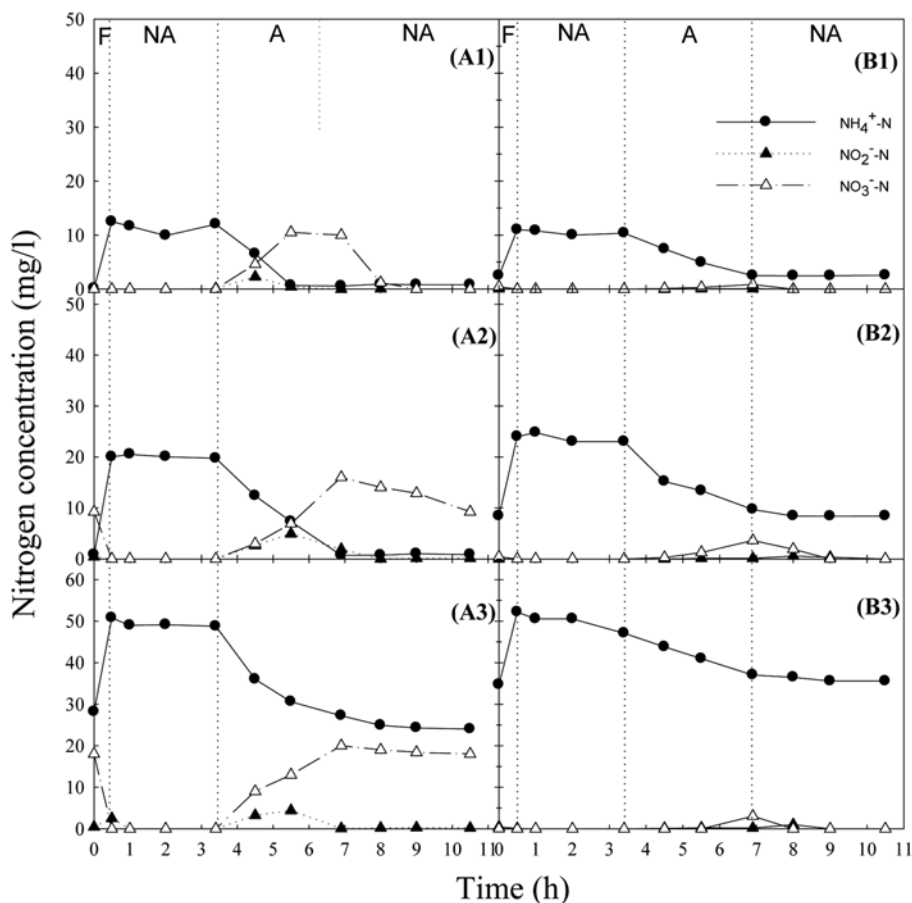 F NA A NA (A1) F NA A NA (B1)
50
40
30
20
10
0
NH₄⁺-N
NO₂⁻-N
NO₃⁻-N
(A2) (B2)
50
40
30
20
10
0
(A3) (B3)
60
50
40
30
20
10
0
Nitrogen concentration (mg/l)
0 1 2 3 4 5 6 7 8 9 10 11 0 1 2 3 4 5 6 7 8 9 10 11
Time (h)